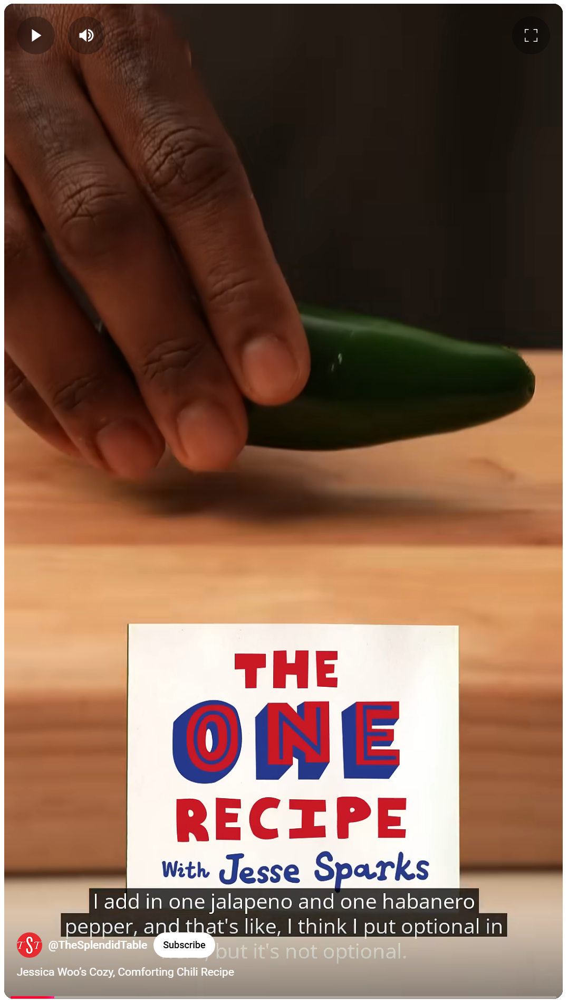 THE
ONE
RECIPE
With Jesse Sparks
I add in one jalapeno and one habanero
pepper, and that's like, I think I put optional in
but it's not optional.
TST
@TheSplendidTable
Subscribe
Jessica Woo’s Cozy, Comforting Chili Recipe